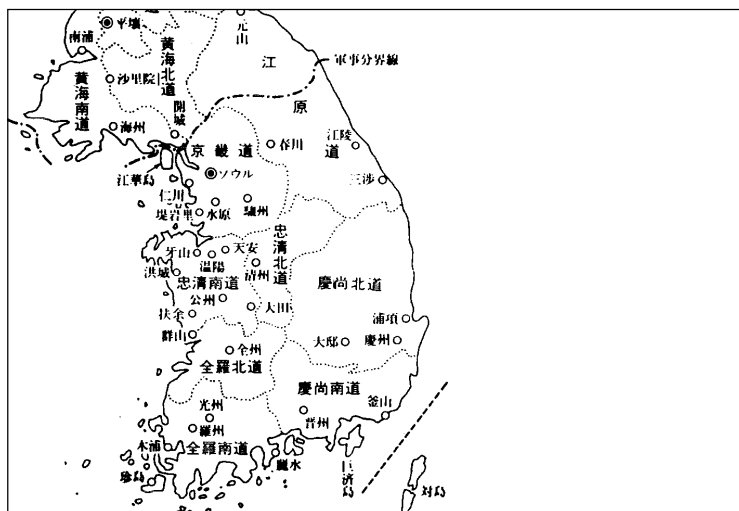 平壌
元山
南浦
黄海北道
江原道
軍事分界線
黄海南道
沙里院
開城
海州
京畿道
春川
江陵
江華島
ソウル
三渉
仁川
堤岩里
水原
驪州
牙山
天安
忠清北道
洪城
温陽
清州
忠清南道
慶尚北道
公州
扶余
大田
浦項
群山
大邸
慶州
全州
全羅北道
慶尚南道
光州
釜山
羅州
晋州
木浦
全羅南道
麗水
巨済島
珍島
対島